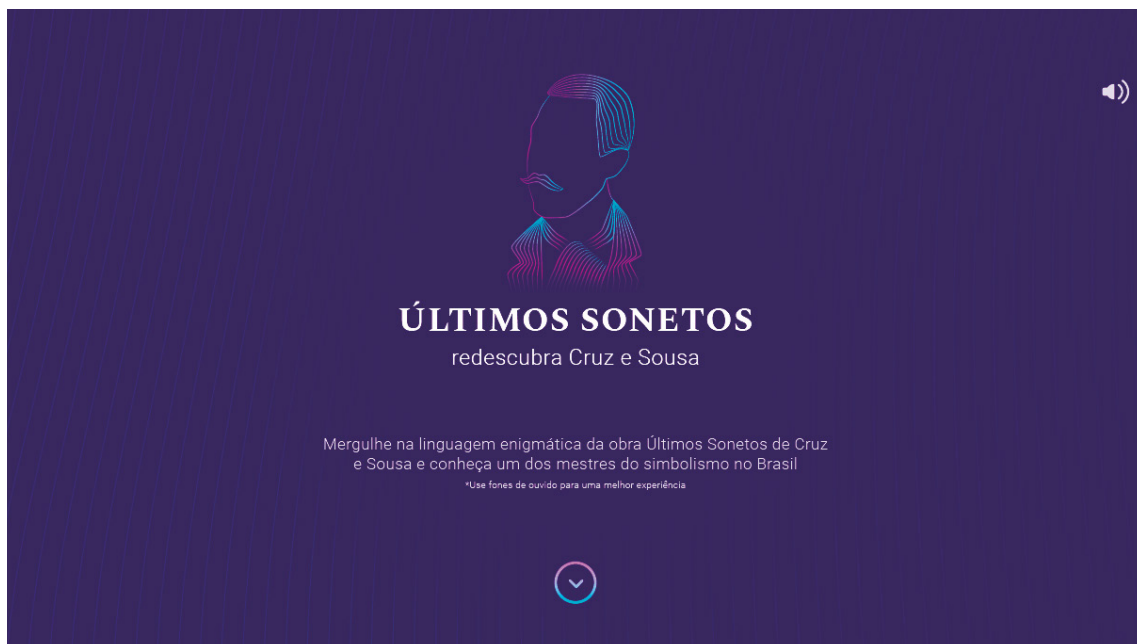 ÚLTIMOS SONETOS
redescubra Cruz e Sousa
Mergulhe na linguagem enigmática da obra Últimos Sonetos de Cruz
e Sousa e conheça um dos mestres do simbolismo no Brasil
*Use fones de ouvido para uma melhor experiência